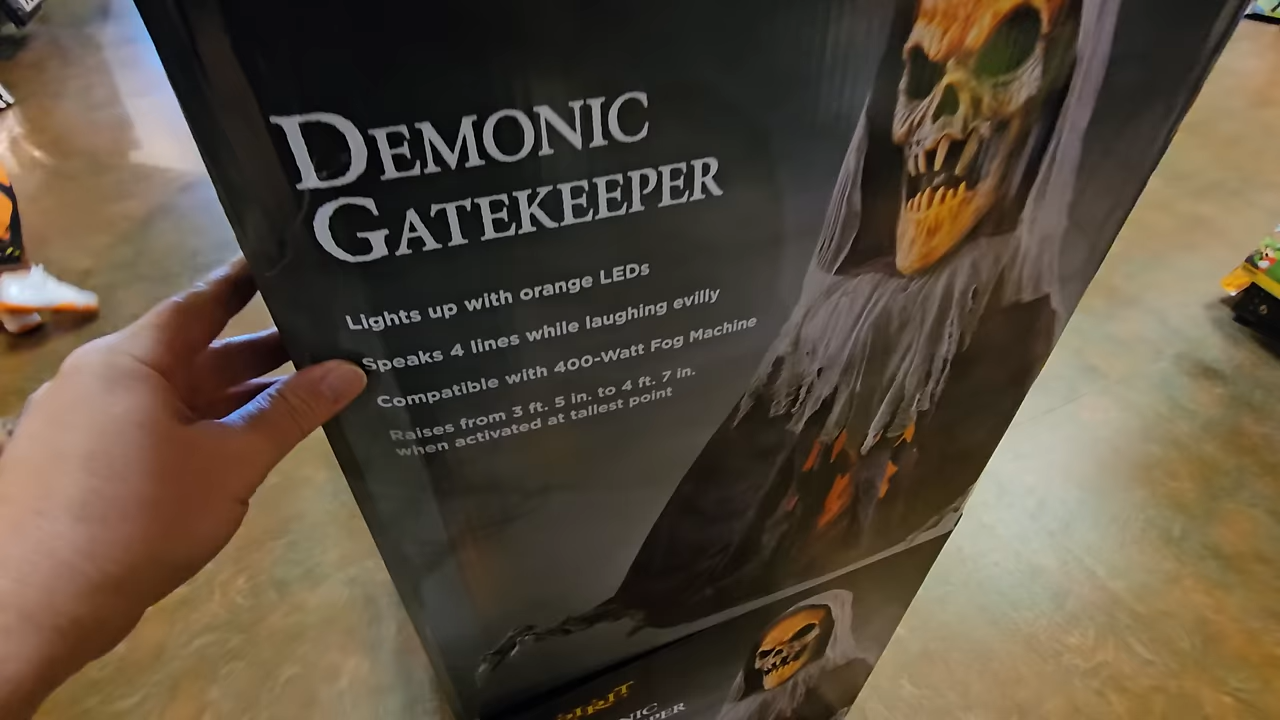 DEMONIC
GATEKEEPER
Lights up with orange LEDs
Speaks 4 lines while laughing evilly
Compatible with 400-Watt Fog Machine
Raises from 3 ft. 5 in. to 4 ft. 7 in.
when activated at tallest point